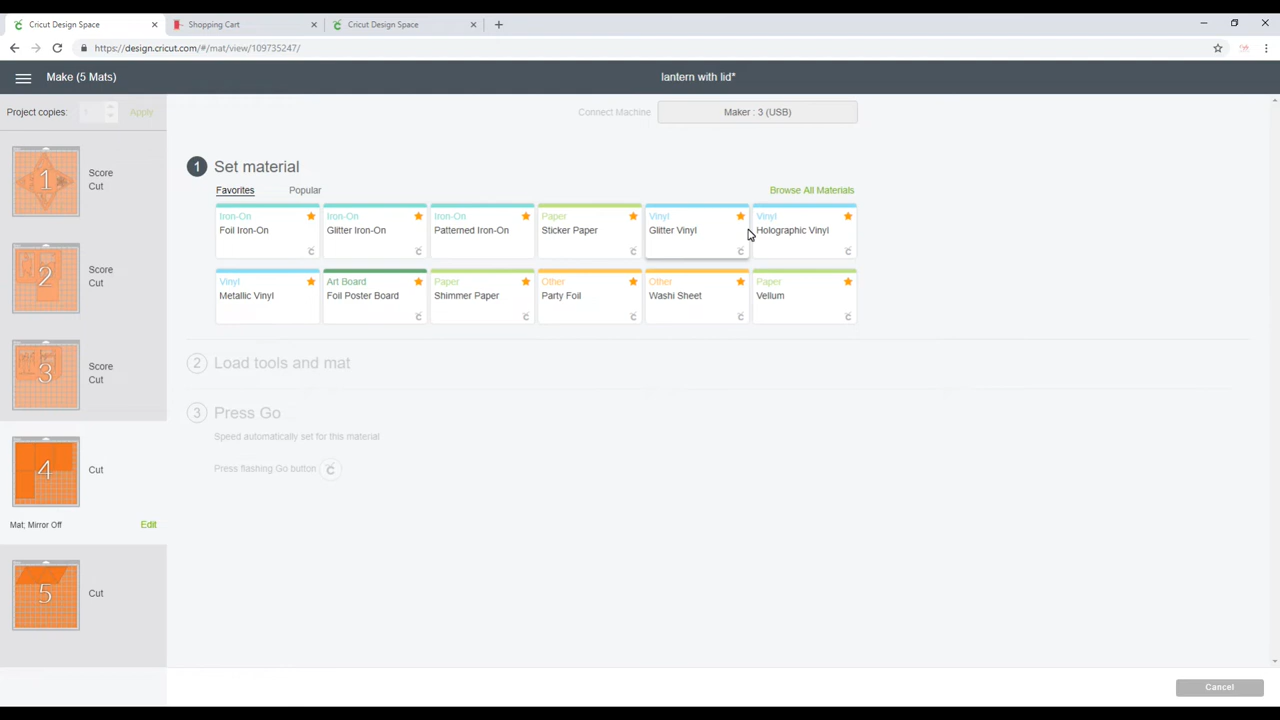 Cricut Design Space
Shopping Cart
Cricut Design Space
https://design.cricut.com/#/mat/view/109735247/
Make (5 Mats)
lantern with lid*
Project copies:
Apply
Connect Machine
Maker : 3 (USB)
1
Score
Cut
2
Score
Cut
3
Score
Cut
4
Cut
Mat; Mirror Off
Edit
5
Cut
1 Set material
Favorites
Popular
Browse All Materials
Iron-On
Foil Iron-On
Iron-On
Glitter Iron-On
Iron-On
Patterned Iron-On
Paper
Sticker Paper
Vinyl
Glitter Vinyl
Vinyl
Holographic Vinyl
Vinyl
Metallic Vinyl
Art Board
Foil Poster Board
Paper
Shimmer Paper
Other
Party Foil
Other
Washi Sheet
Paper
Vellum
2 Load tools and mat
3 Press Go
Speed automatically set for this material
Press flashing Go button
Cancel